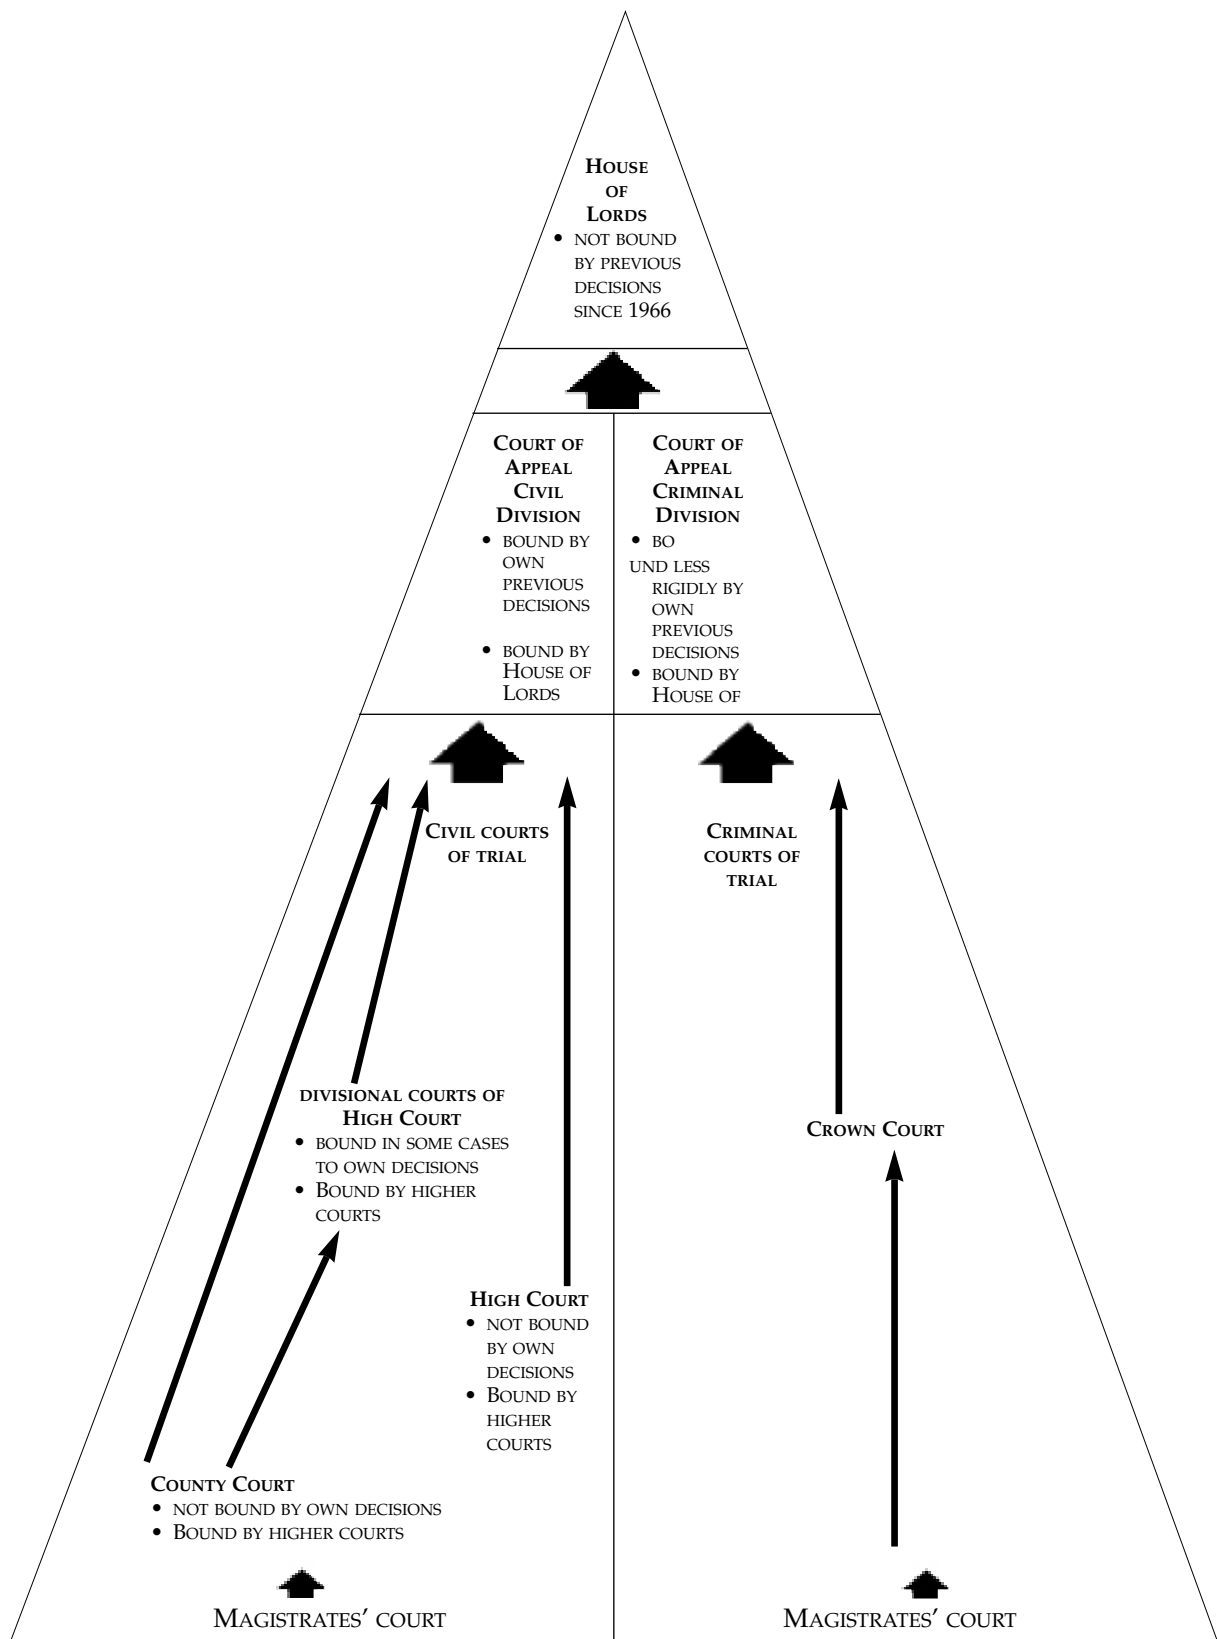 HOUSE
OF
LORDS
• NOT BOUND
BY PREVIOUS
DECISIONS
SINCE 1966
COURT OF
APPEAL
CIVIL
DIVISION
• BOUND BY
OWN
PREVIOUS
DECISIONS
• BOUND BY
HOUSE OF
LORDS
COURT OF
APPEAL
CRIMINAL
DIVISION
• BO
UND LESS
RIGIDLY BY
OWN
PREVIOUS
DECISIONS
• BOUND BY
HOUSE OF
CIVIL COURTS
OF TRIAL
CRIMINAL
COURTS OF
TRIAL
DIVISIONAL COURTS OF
HIGH COURT
• BOUND IN SOME CASES
TO OWN DECISIONS
• BOUND BY HIGHER
COURTS
CROWN COURT
HIGH COURT
• NOT BOUND
BY OWN
DECISIONS
• BOUND BY
HIGHER
COURTS
COUNTY COURT
• NOT BOUND BY OWN DECISIONS
• BOUND BY HIGHER COURTS
MAGISTRATES' COURT
MAGISTRATES' COURT